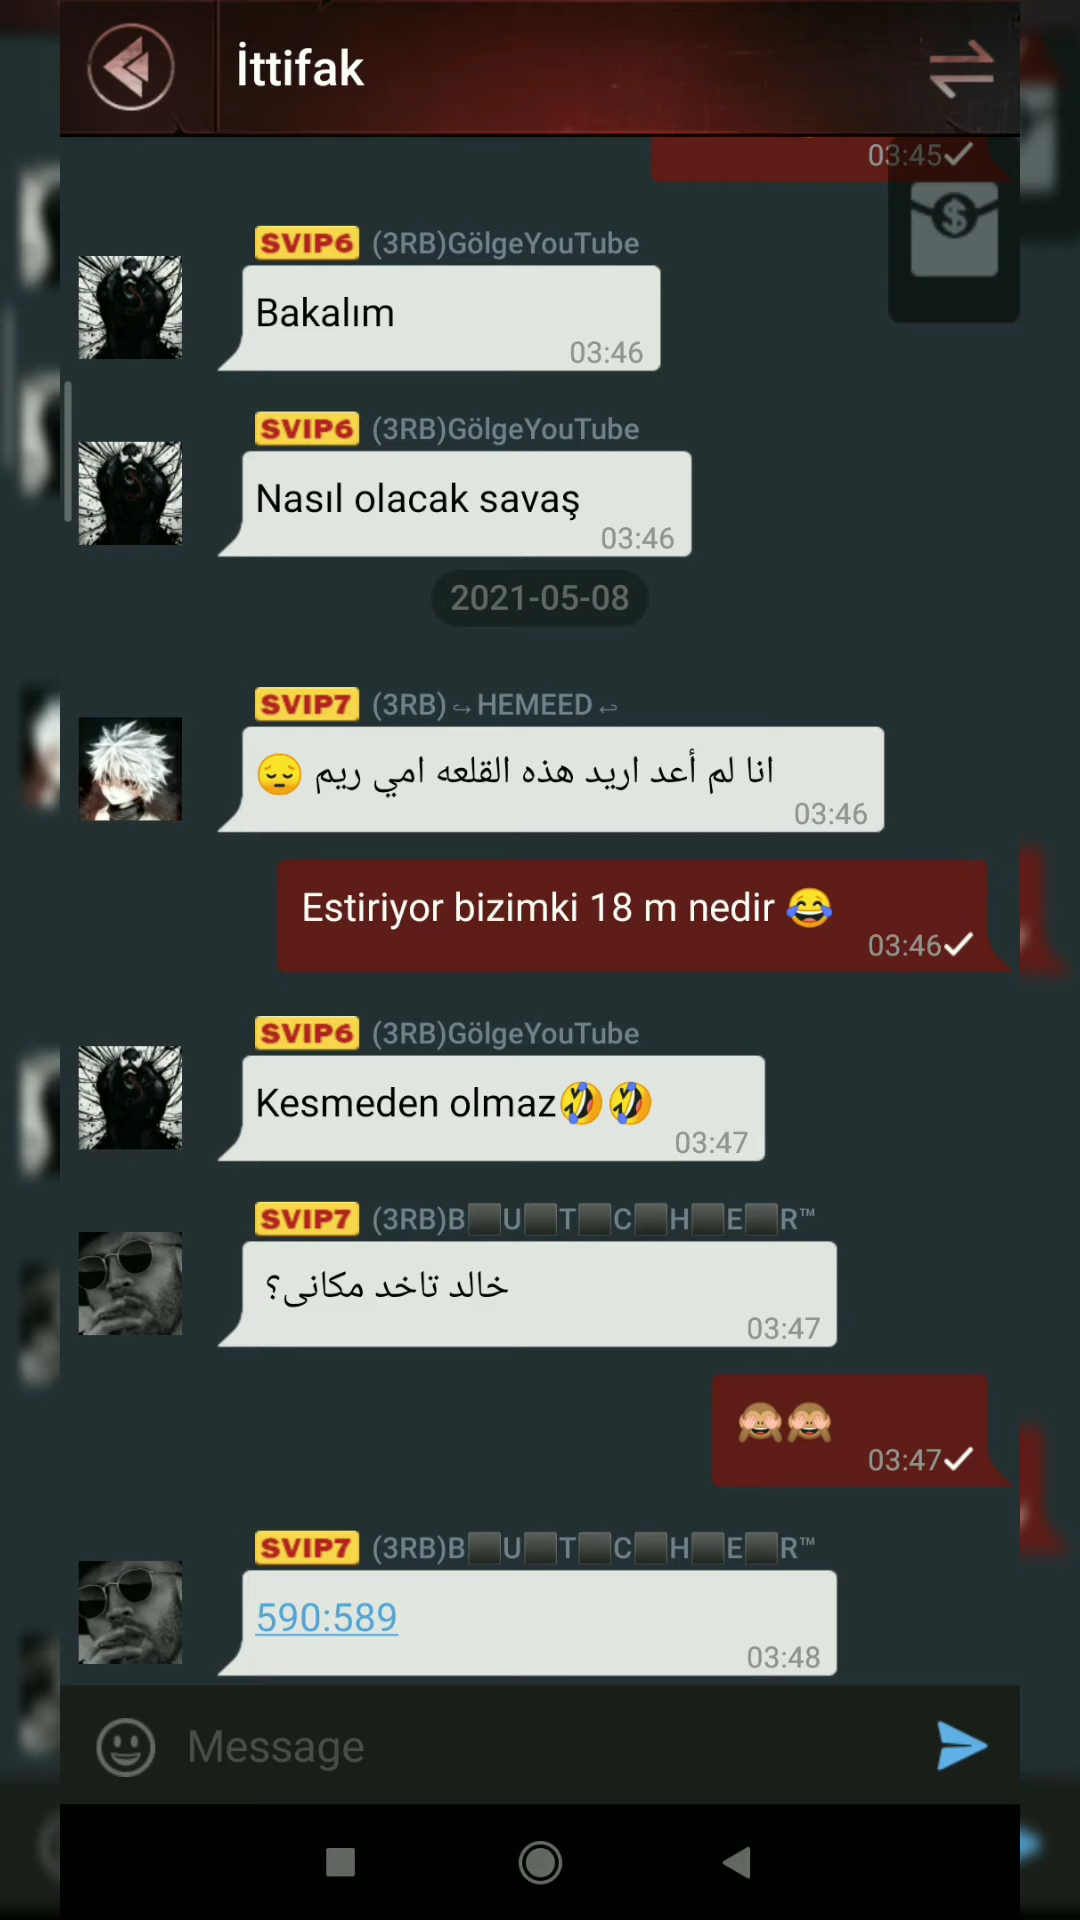 İttifak
03:45
SVIP6 (3RB)GölgeYouTube
Bakalım
03:46
SVIP6 (3RB)GölgeYouTube
Nasıl olacak savaş
03:46
2021-05-08
SVIP7 (3RB)↪HEMEED↩
انا لم أعد اريد هذه القلعه امي ريم 😔
03:46
Estiriyor bizimki 18 m nedir 😂
03:46
SVIP6 (3RB)GölgeYouTube
Kesmeden olmaz🤣🤣
03:47
SVIP7 (3RB)B⬛U⬛T⬛C⬛H⬛E⬛R™
خالد تاخد مكانى؟
03:47
🙈🙈
03:47
SVIP7 (3RB)B⬛U⬛T⬛C⬛H⬛E⬛R™
590:589
03:48
Message